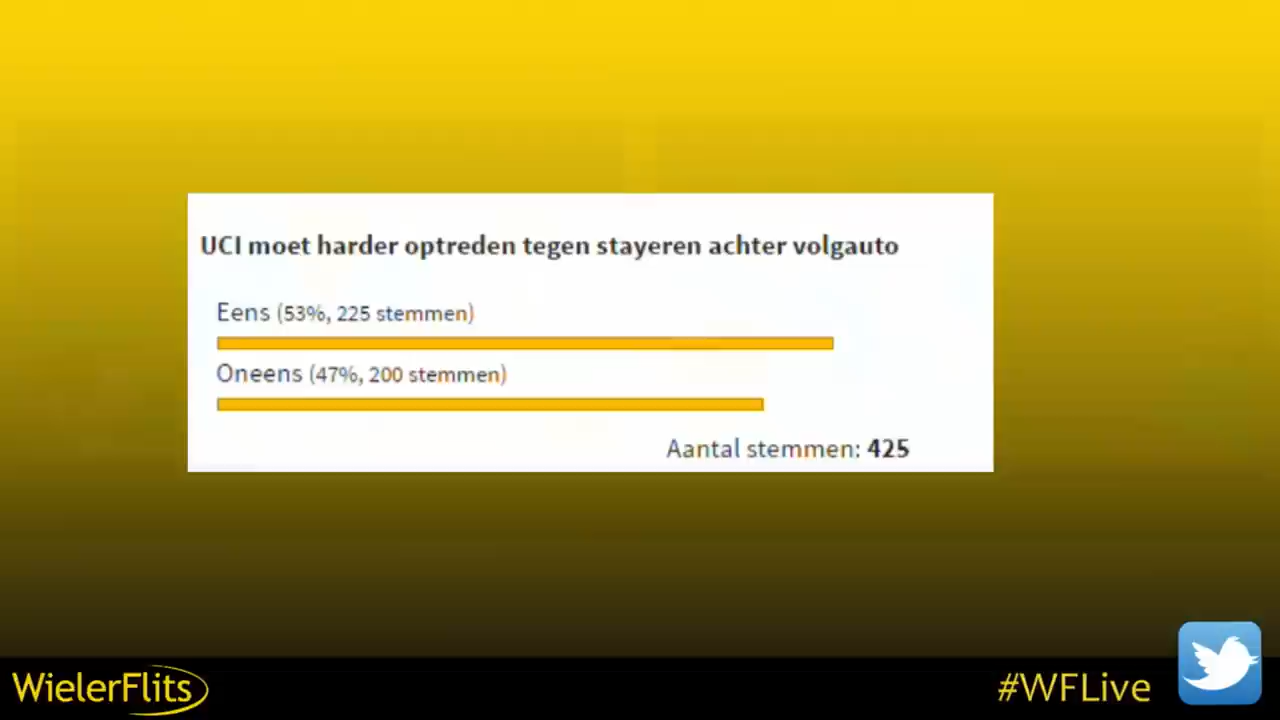 UCI moet harder optreden tegen stayeren achter volgauto
Eens (53%, 225 stemmen)
Oneens (47%, 200 stemmen)
Aantal stemmen: 425
WielerFlits
#WFLive